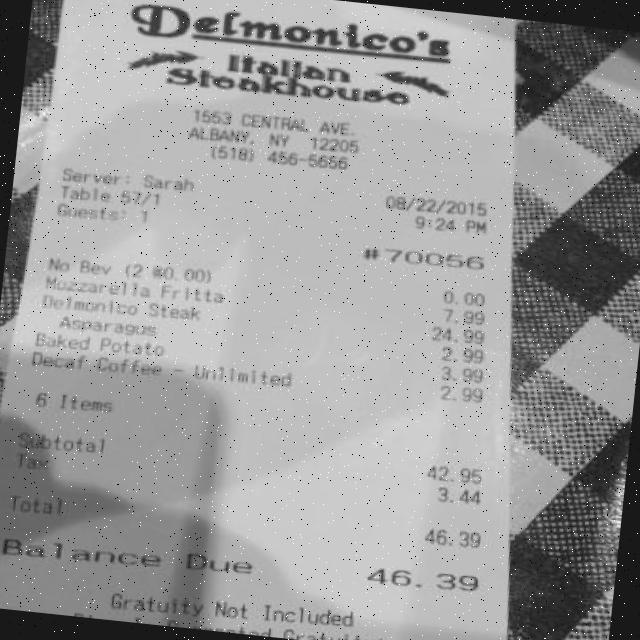 Delmonico's
Italian
Steakhouse
1553 CENTRAL AVE.
ALBANY, NY 12205
(518) 456-5656
Server: Sarah 08/22/2015
Table 57/1 9:24 PM
Guests: 1
#70056
No Bev (2 @0.00) 0.00
Mozzarella Fritta 7.99
Delmonico Steak 24.99
Asparagus 2.99
Baked Potato 3.99
Decaf Coffee - Unlimited 2.99
6 Items
Subtotal 42.95
Tax 3.44
Total 46.39
Balance Due 46.39
Gratuity Not Included